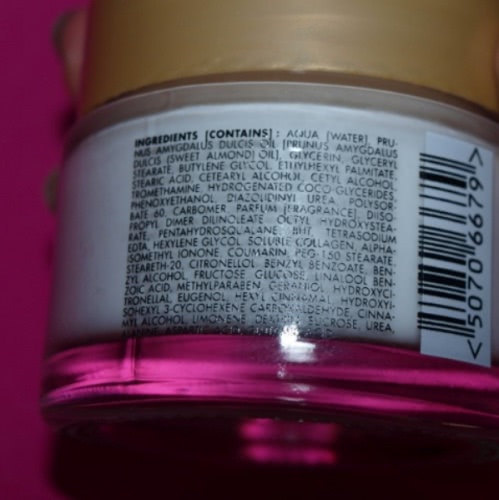 INGREDIENTS [CONTAINS] : AQUA [WATER], PRU-
NUS AMYGDALUS DULCIS OIL [PRUNUS AMYGDALUS
DULCIS (SWEET ALMOND) OIL], GLYCERIN, GLYCERYL
STEARATE, BUTYLENE GLYCOL, ETHYLHEXYL PALMITATE,
STEARIC ACID, CETEARYL ALCOHOL, CETYL ALCOHOL,
TROMETHAMINE, HYDROGENATED COCO-GLYCERIDES,
PHENOXYETHANOL, DIAZOLIDINYL UREA, POLYSOR-
BATE 60, CARBOMER, PARFUM [FRAGRANCE], DIISO-
PROPYL DIMER DILINOLEATE, OCTYL HYDROXYSTEA-
RATE, PENTAHYDROSQUALANE, BHT, TETRASODIUM
EDTA, HEXYLENE GLYCOL, SOLUBLE COLLAGEN, ALPHA-
ISOMETHYL IONONE, COUMARIN, PEG-150 STEARATE,
STEARETH-20, CITRONELLOL, BENZYL BENZOATE, BEN-
ZYL ALCOHOL, FRUCTOSE, GLUCOSE, LINALOOL, BEN-
ZOIC ACID, METHYLPARABEN, GERANIOL, HYDROXYCI-
TRONELLAL, EUGENOL, HEXYL CINNAMAL, HYDROXYI-
SOHEXYL 3-CYCLOHEXENE CARBOXALDEHYDE, CINNA-
MYL ALCOHOL, LIMONENE, DEXTRIN, SUCROSE, UREA,
<15070 6679>